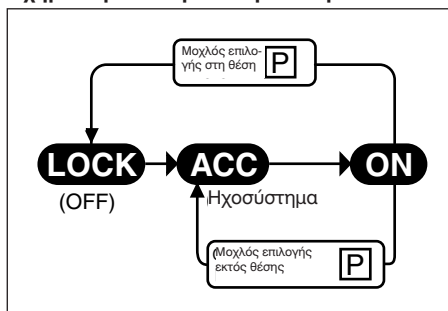 Μοχλός επιλο-
γής στη θέση
P
LOCK
ACC
ON
(OFF)
Ηχοσύστημα
Μοχλός επιλογής
εκτός θέσης
P